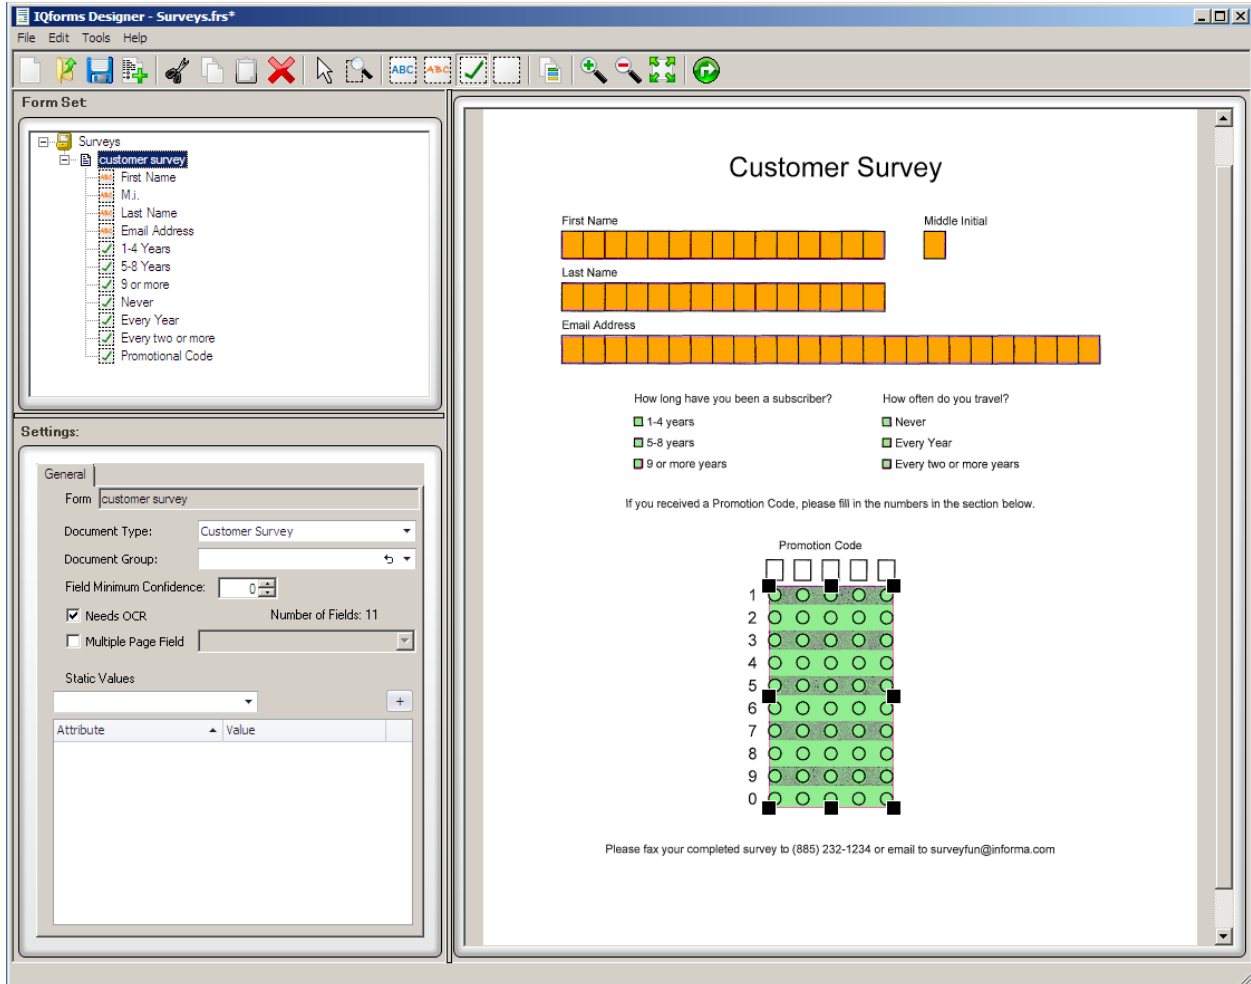 IQforms Designer - Surveys.frs*
File Edit Tools Help
ABC ABC
Form Set
Surveys
customer survey
ABC First Name
ABC M.i.
ABC Last Name
ABC Email Address
1-4 Years
5-8 Years
9 or more
Never
Every Year
Every two or more
Promotional Code
Settings:
General
Form customer survey
Document Type: Customer Survey
Document Group:
Field Minimum Confidence: 0
Needs OCR Number of Fields: 11
Multiple Page Field
Static Values
+
Attribute Value
Customer Survey
First Name Middle Initial
Last Name
Email Address
How long have you been a subscriber? How often do you travel?
1-4 years Never
5-8 years Every Year
9 or more years Every two or more years
If you received a Promotion Code, please fill in the numbers in the section below.
Promotion Code
1
2
3
4
5
6
7
8
9
0
Please fax your completed survey to (885) 232-1234 or email to surveyfun@informa.com